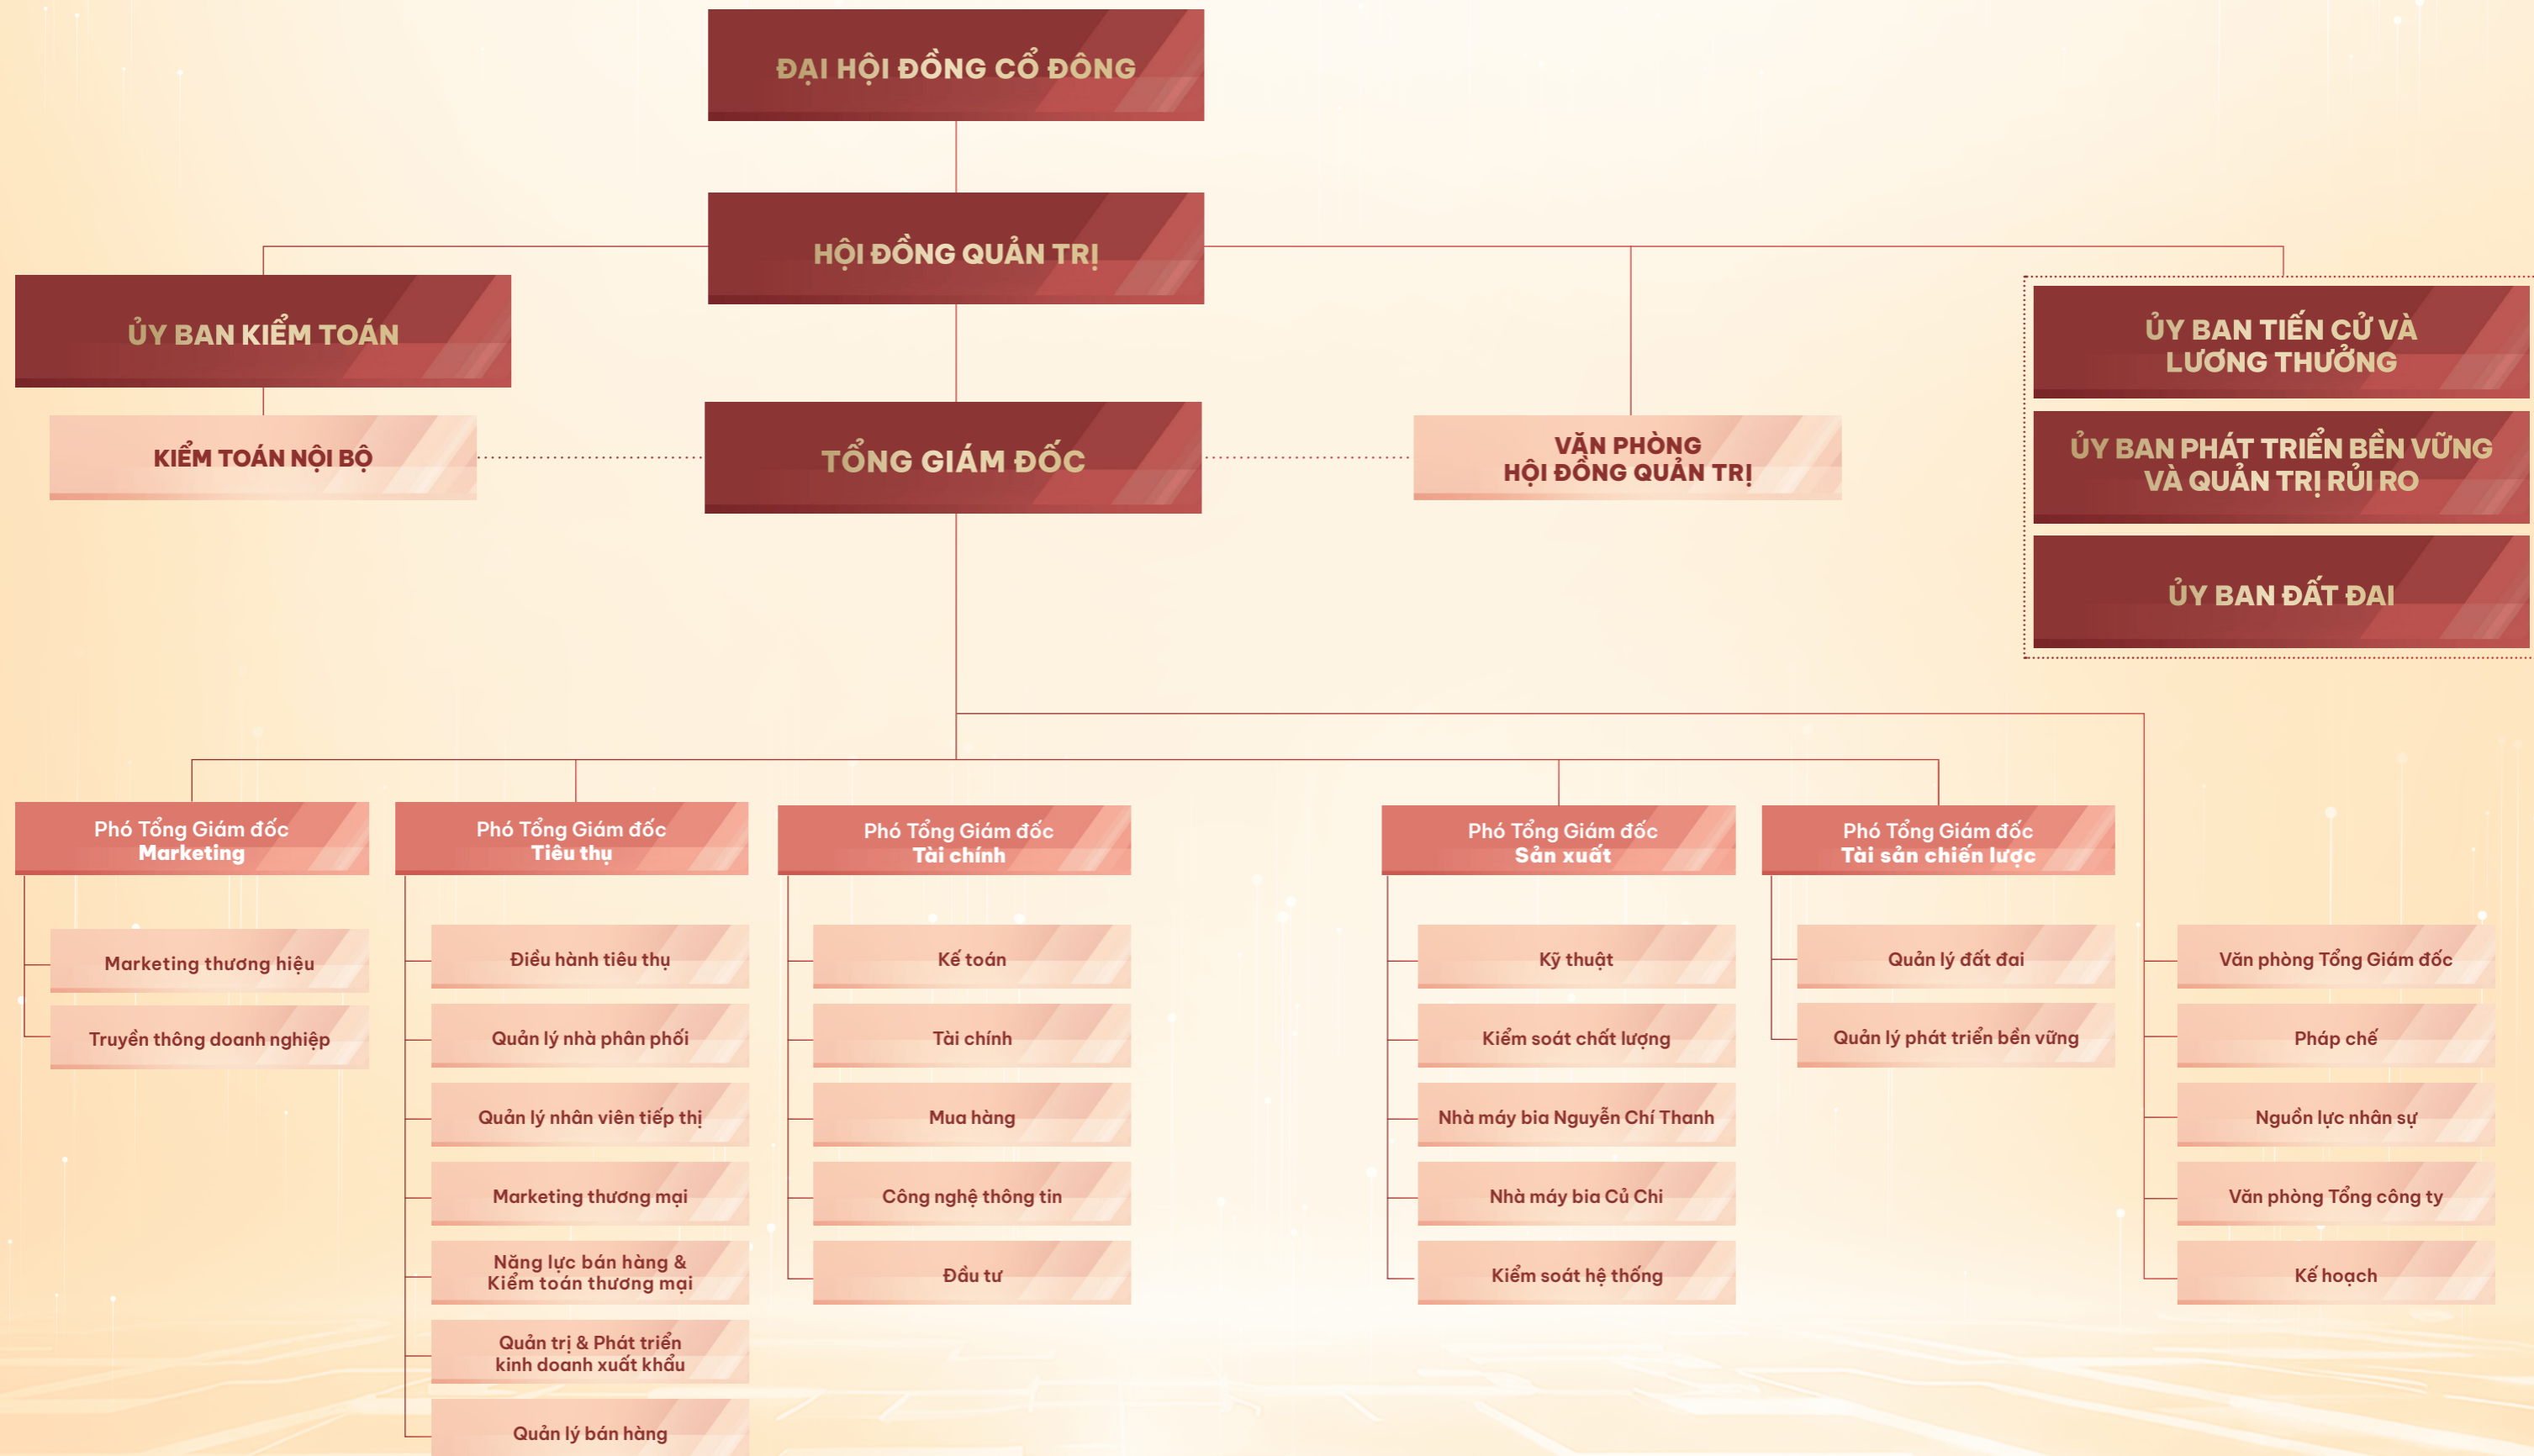 ĐẠI HỘI ĐỒNG CỔ ĐÔNG
HỘI ĐỒNG QUẢN TRỊ
ỦY BAN KIỂM TOÁN
KIỂM TOÁN NỘI BỘ
TỔNG GIÁM ĐỐC
VĂN PHÒNG
HỘI ĐỒNG QUẢN TRỊ
ỦY BAN TIẾN CỬ VÀ
LƯƠNG THƯỞNG
ỦY BAN PHÁT TRIỂN BỀN VỮNG
VÀ QUẢN TRỊ RỦI RO
ỦY BAN ĐẤT ĐAI
Phó Tổng Giám đốc
Marketing
Marketing thương hiệu
Truyền thông doanh nghiệp
Phó Tổng Giám đốc
Tiêu thụ
Điều hành tiêu thụ
Quản lý nhà phân phối
Quản lý nhân viên tiếp thị
Marketing thương mại
Năng lực bán hàng &
Kiểm toán thương mại
Quản trị & Phát triển
kinh doanh xuất khẩu
Quản lý bán hàng
Phó Tổng Giám đốc
Tài chính
Kế toán
Tài chính
Mua hàng
Công nghệ thông tin
Đầu tư
Phó Tổng Giám đốc
Sản xuất
Kỹ thuật
Kiểm soát chất lượng
Nhà máy bia Nguyễn Chí Thanh
Nhà máy bia Củ Chi
Kiểm soát hệ thống
Phó Tổng Giám đốc
Tài sản chiến lược
Quản lý đất đai
Quản lý phát triển bền vững
Văn phòng Tổng Giám đốc
Pháp chế
Nguồn lực nhân sự
Văn phòng Tổng công ty
Kế hoạch